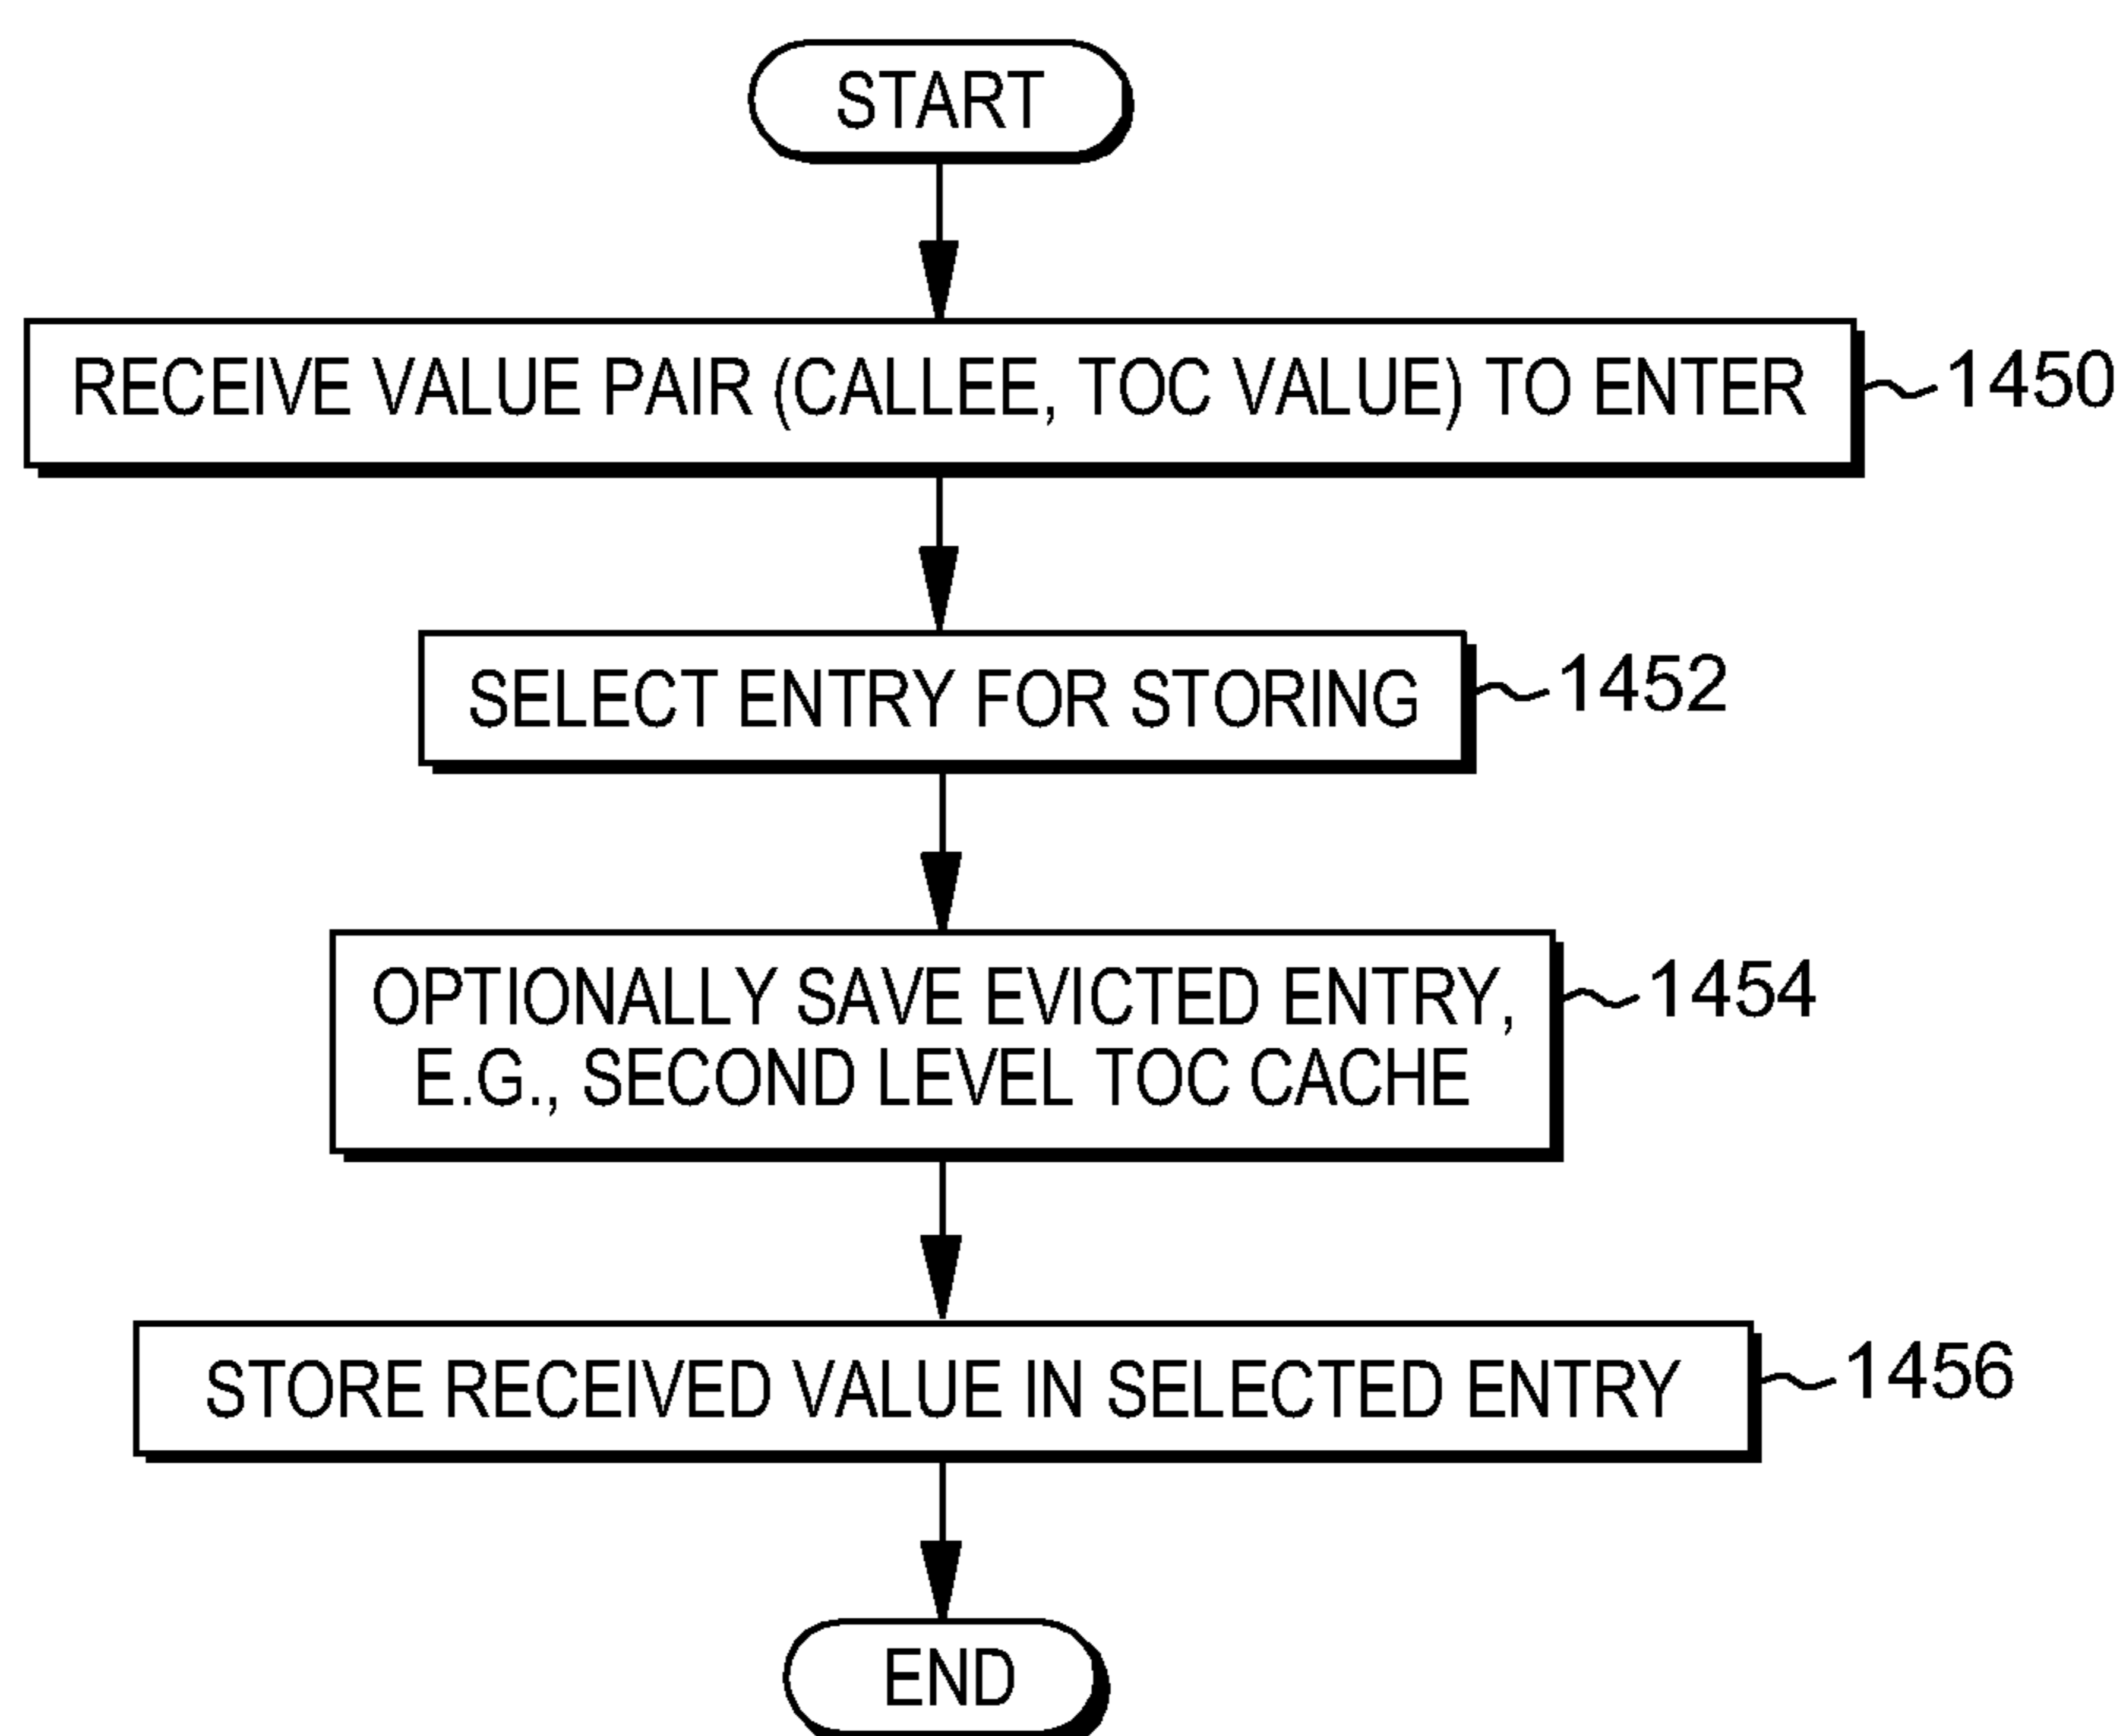 START
RECEIVE VALUE PAIR (CALLEE, TOC VALUE) TO ENTER
1450
SELECT ENTRY FOR STORING
1452
OPTIONALLY SAVE EVICTED ENTRY,
E.G., SECOND LEVEL TOC CACHE
1454
STORE RECEIVED VALUE IN SELECTED ENTRY
1456
END